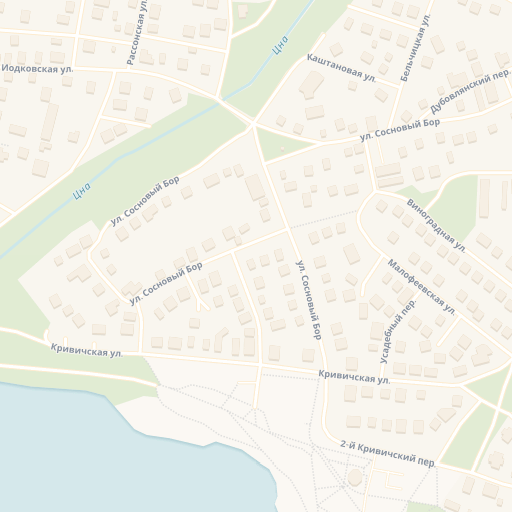 Рассонская ул.
Иодковская ул.
Цна
Каштановая ул.
Бельчицкая ул.
Дубовлянский пер.
ул. Сосновый Бор
Цна
ул. Сосновый Бор
Виноградная ул.
ул. Сосновый Бор
ул. Сосновый Бор
Малофеевская ул.
Усадебный пер.
Кривичская ул.
Кривичская ул.
2-й Кривичский пер